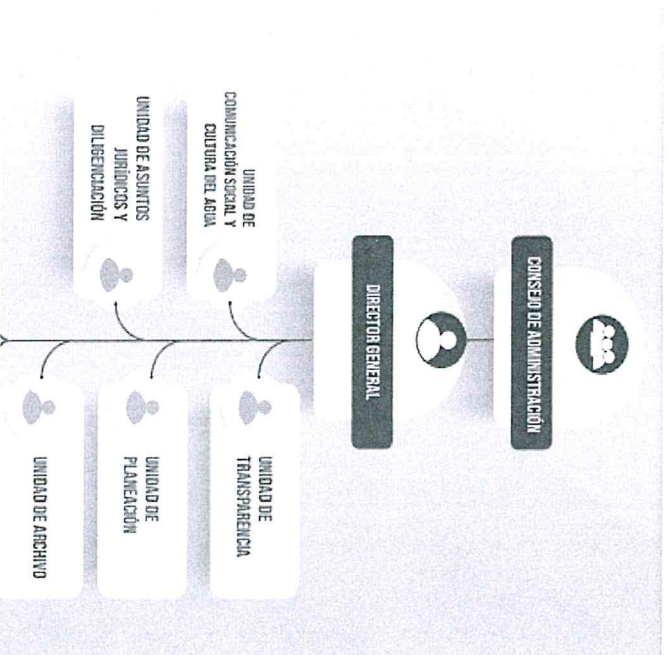 CONSEJO DE ADMINISTRACIÓN
DIRECTOR GENERAL
UNIDAD DE
COMUNICACIÓN SOCIAL Y
CULTURA DEL AGUA
UNIDAD DE
TRANSPARENCIA
UNIDAD DE ASUNTOS
JURÍDICOS Y
DILIGENCIACIÓN
UNIDAD DE
PLANEACIÓN
UNIDAD DE ARCHIVO